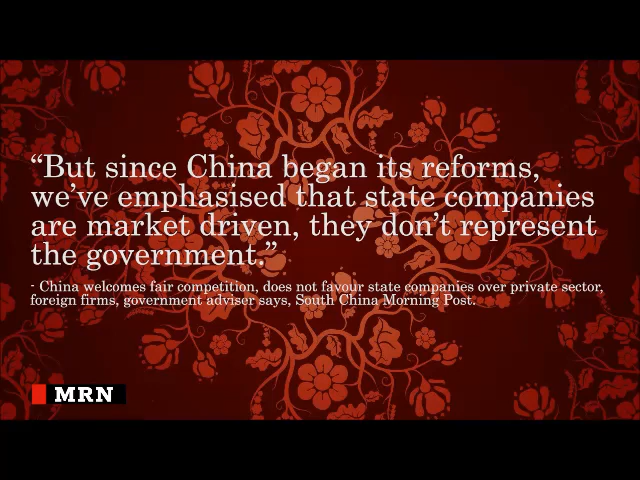 “But since China began its reforms,
we’ve emphasised that state companies
are market driven, they don’t represent
the government.”
- China welcomes fair competition, does not favour state companies over private sector,
foreign firms, government adviser says, South China Morning Post.
MRN